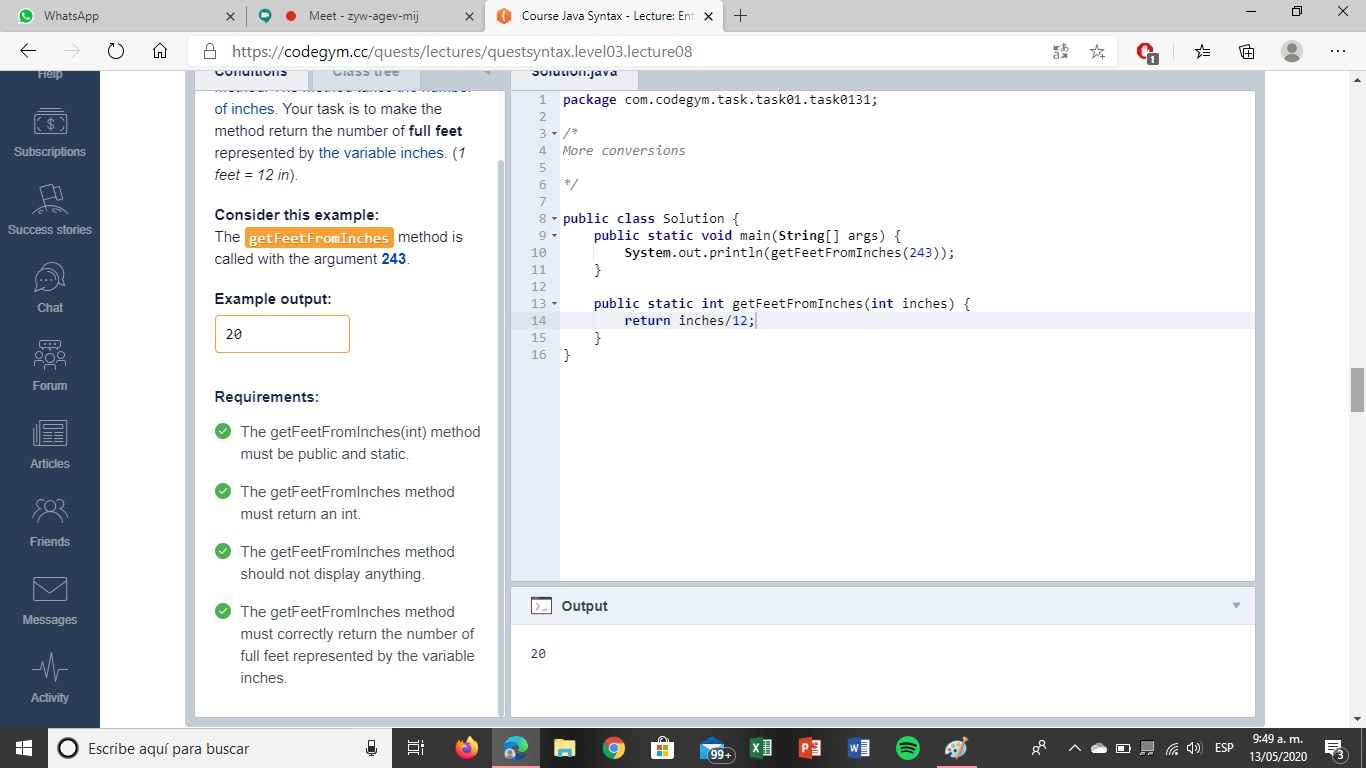 WhatsApp
Meet - zyw-agev-mij
Course Java Syntax - Lecture: Ent
https://codegym.cc/quests/lectures/questsyntax.level03.lecture08
1
Help
Subscriptions
Success stories
Chat
Forum
Articles
Friends
Messages
Activity
Conditions
Class tree
method. The method takes the number
of inches. Your task is to make the
method return the number of full feet
represented by the variable inches. (1
feet = 12 in).
Consider this example:
The getFeetFromInches method is
called with the argument 243.
Example output:
20
Requirements:
The getFeetFromInches(int) method
must be public and static.
The getFeetFromInches method
must return an int.
The getFeetFromInches method
should not display anything.
The getFeetFromInches method
must correctly return the number of
full feet represented by the variable
inches.
Solution.java
1 package com.codegym.task.task01.task0131;
2
3 /*
4 More conversions
5
6 */
7
8 public class Solution {
9 public static void main(String[] args) {
10 System.out.println(getFeetFromInches(243));
11 }
12
13 public static int getFeetFromInches(int inches) {
14 return inches/12;
15 }
16 }
Output
20
Escribe aquí para buscar
99+
ESP
9:49 a. m.
13/05/2020
3